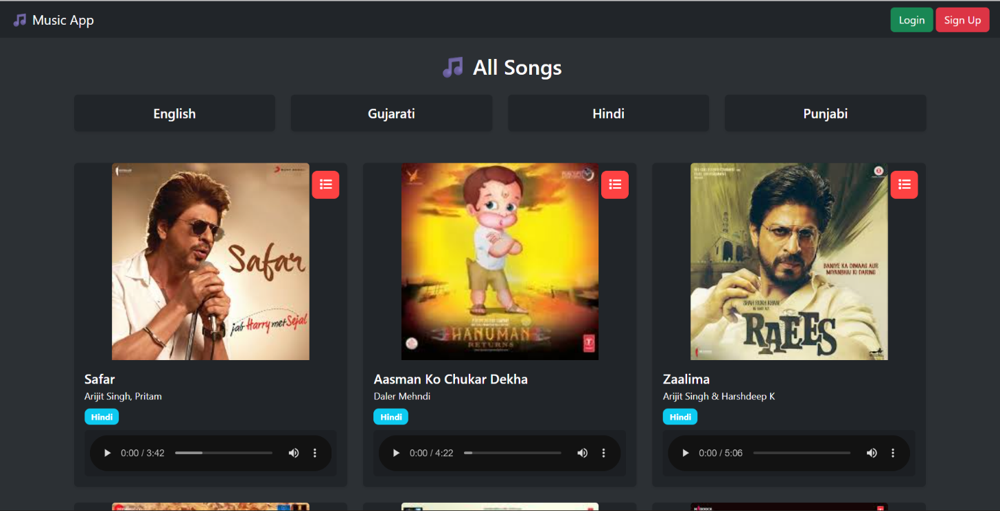 Music App
Login
Sign Up
All Songs
English
Gujarati
Hindi
Punjabi
Safar
jab Harry met Sejal
HANUMAN
RETURNS
BANIYE KA DIMAAG AUR
MIYANBHAI KI DARING
SHAH RUKH KHAN
RAEES
Safar
Arijit Singh, Pritam
Hindi
0:00 / 3:42
Aasman Ko Chukar Dekha
Daler Mehndi
Hindi
0:00 / 4:22
Zaalima
Arijit Singh & Harshdeep K
Hindi
0:00 / 5:06